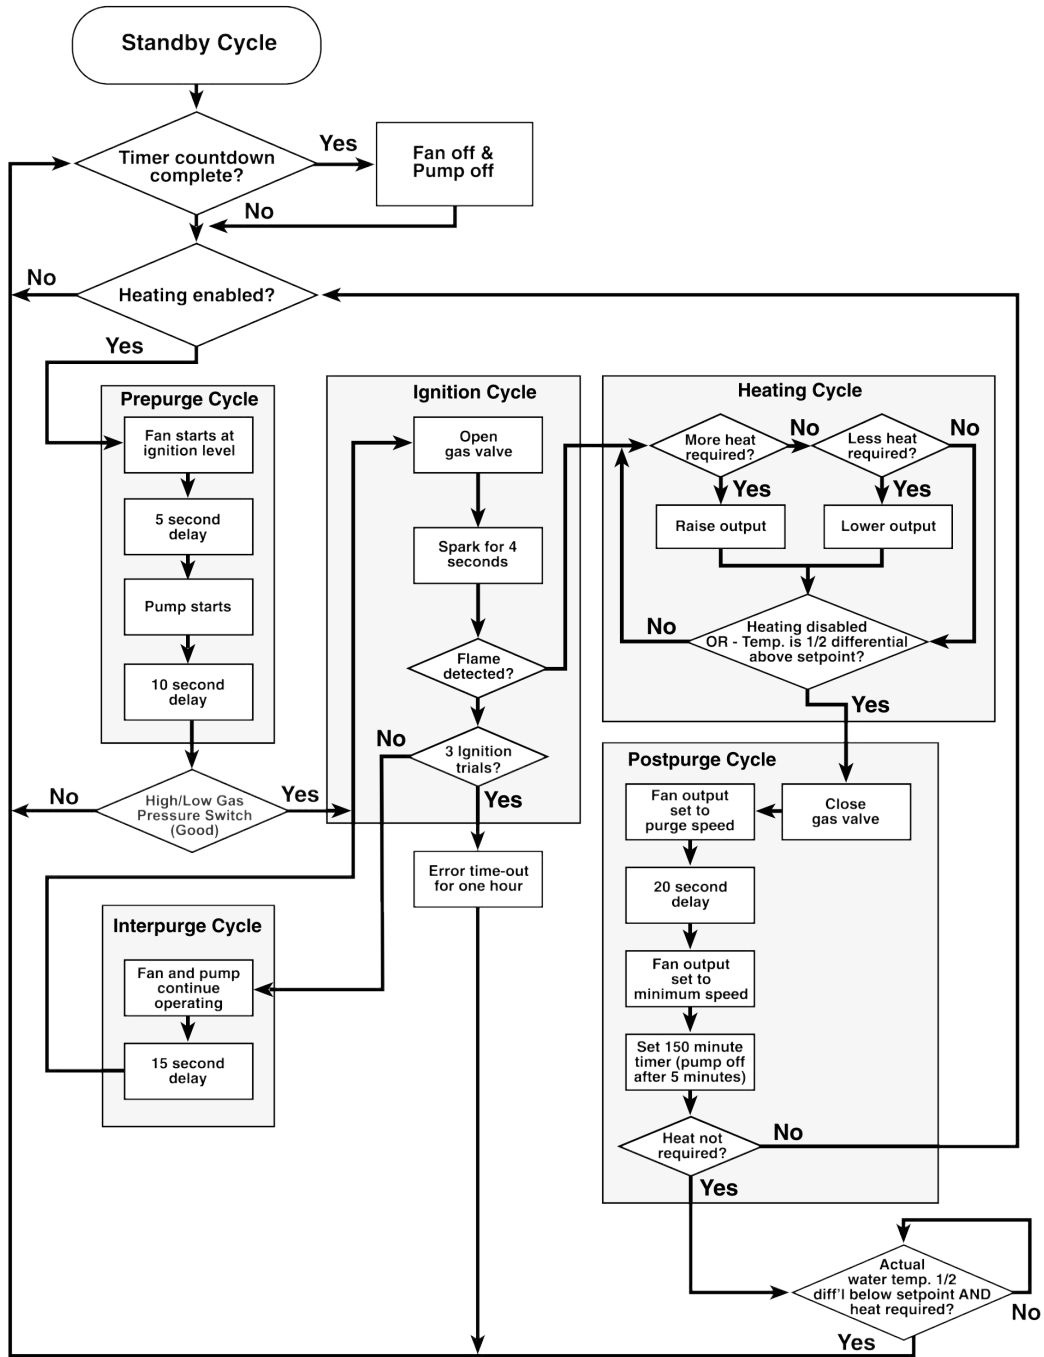 Standby Cycle
Timer countdown
complete?
Yes
Fan off &
Pump off
No
Heating enabled?
No
Yes
Prepurge Cycle
Fan starts at
ignition level
5 second
delay
Pump starts
10 second
delay
High/Low Gas
Pressure Switch
(Good)
No
Yes
Ignition Cycle
Open
gas valve
Spark for 4
seconds
Flame
detected?
3 Ignition
trials?
No
Yes
Error time-out
for one hour
Interpurge Cycle
Fan and pump
continue
operating
15 second
delay
Heating Cycle
More heat
required?
No
Less heat
required?
No
Yes
Yes
Raise output
Lower output
Heating disabled
OR - Temp. is 1/2 differential
above setpoint?
No
Yes
Postpurge Cycle
Close
gas valve
Fan output
set to
purge speed
20 second
delay
Fan output
set to
minimum speed
Set 150 minute
timer (pump off
after 5 minutes)
Heat not
required?
No
Yes
Actual
water temp. 1/2
diff'l below setpoint AND
heat required?
No
Yes